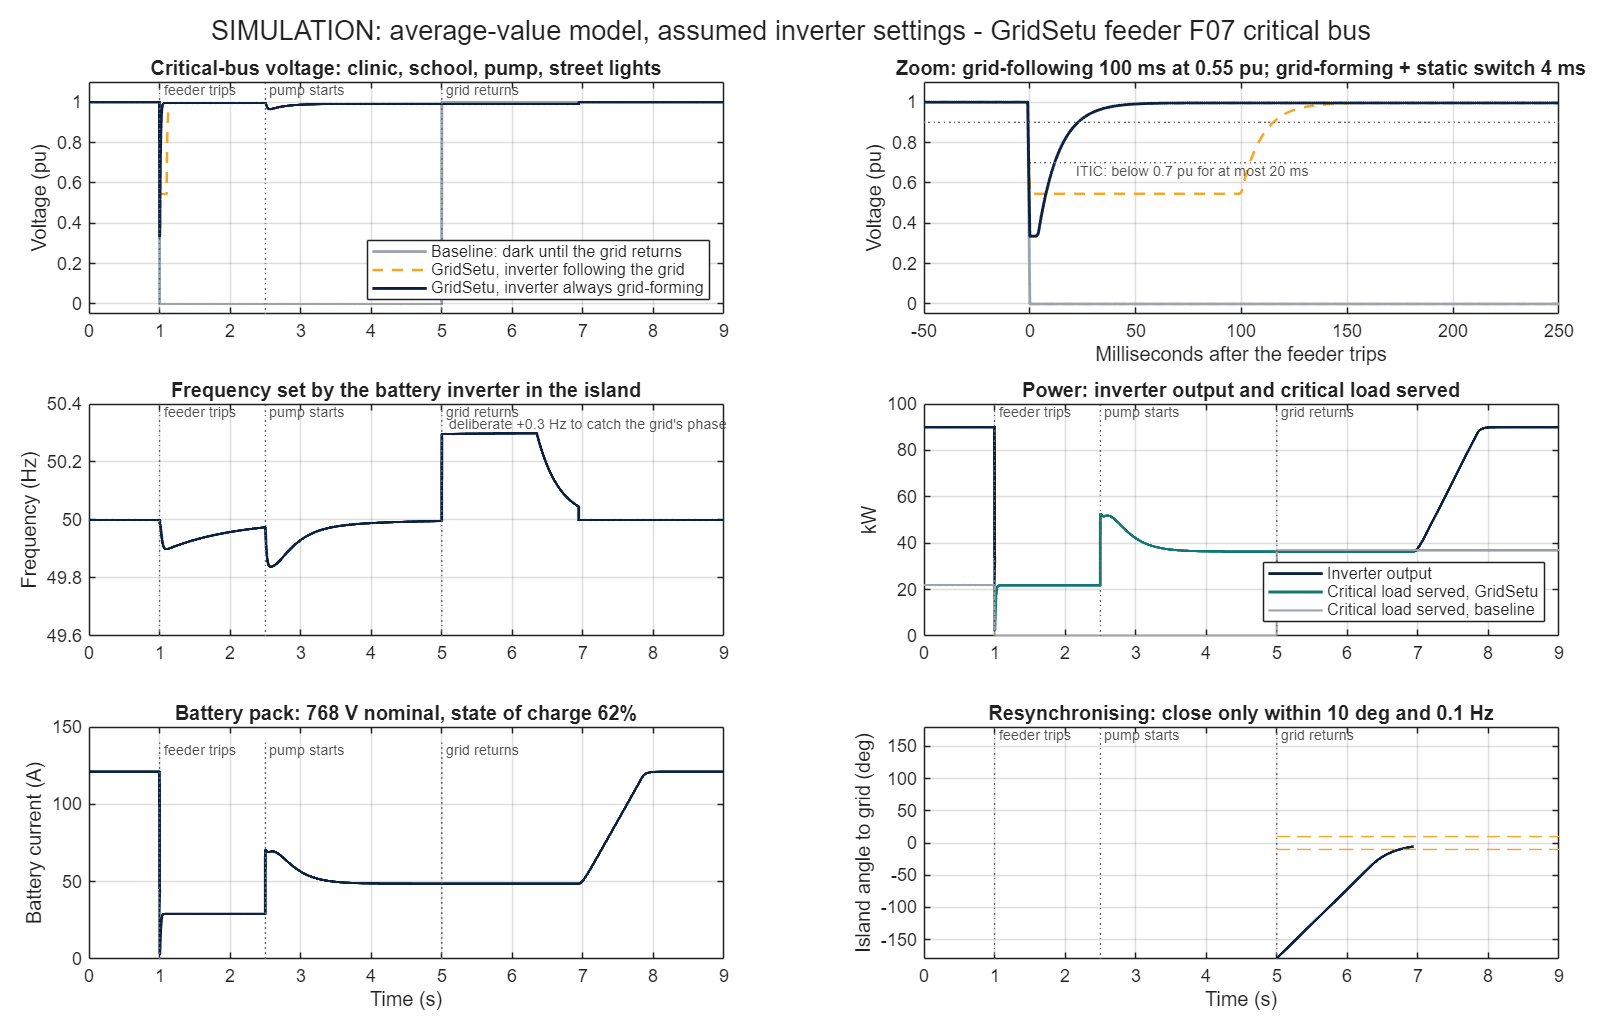 SIMULATION: average-value model, assumed inverter settings - GridSetu feeder F07 critical bus
Critical-bus voltage: clinic, school, pump, street lights
feeder trips
pump starts
grid returns
1
0.8
0.6
0.4
0.2
0
Voltage (pu)
Baseline: dark until the grid returns
GridSetu, inverter following the grid
GridSetu, inverter always grid-forming
0 1 2 3 4 5 6 7 8 9
Zoom: grid-following 100 ms at 0.55 pu; grid-forming + static switch 4 ms
1
0.8
0.6
0.4
0.2
0
Voltage (pu)
ITIC: below 0.7 pu for at most 20 ms
-50 0 50 100 150 200 250
Milliseconds after the feeder trips
Frequency set by the battery inverter in the island
feeder trips
pump starts
grid returns
deliberate +0.3 Hz to catch the grid's phase
50.4
50.2
50
49.8
49.6
Frequency (Hz)
0 1 2 3 4 5 6 7 8 9
Power: inverter output and critical load served
feeder trips
pump starts
grid returns
100
80
60
40
20
0
kW
Inverter output
Critical load served, GridSetu
Critical load served, baseline
0 1 2 3 4 5 6 7 8 9
Battery pack: 768 V nominal, state of charge 62%
feeder trips
pump starts
grid returns
150
100
50
0
Battery current (A)
0 1 2 3 4 5 6 7 8 9
Time (s)
Resynchronising: close only within 10 deg and 0.1 Hz
feeder trips
pump starts
grid returns
150
100
50
0
-50
-100
-150
Island angle to grid (deg)
0 1 2 3 4 5 6 7 8 9
Time (s)